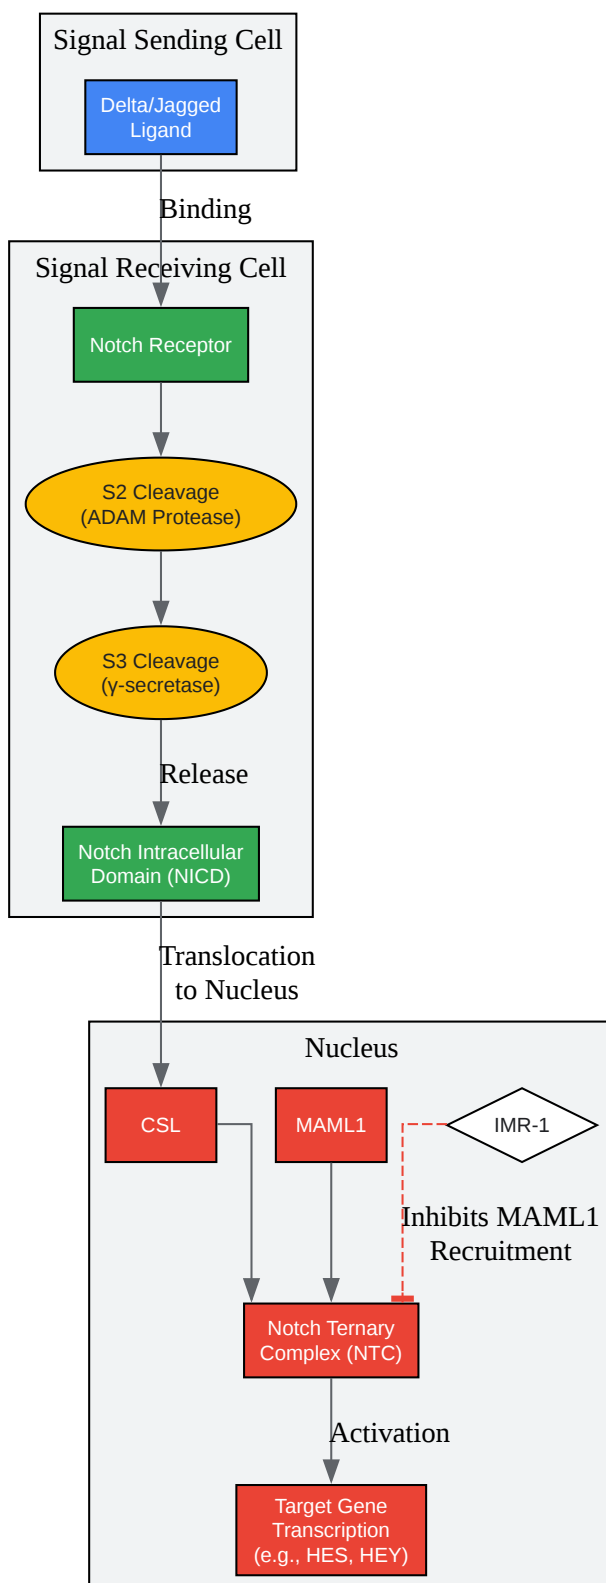 Signal Sending Cell
Delta/Jagged
Ligand
Binding
Signal Receiving Cell
Notch Receptor
S2 Cleavage
(ADAM Protease)
S3 Cleavage
(γ-secretase)
Release
Notch Intracellular
Domain (NICD)
Translocation
to Nucleus
Nucleus
CSL
MAML1
IMR-1
Inhibits MAML1
Recruitment
Notch Ternary
Complex (NTC)
Activation
Target Gene
Transcription
(e.g., HES, HEY)